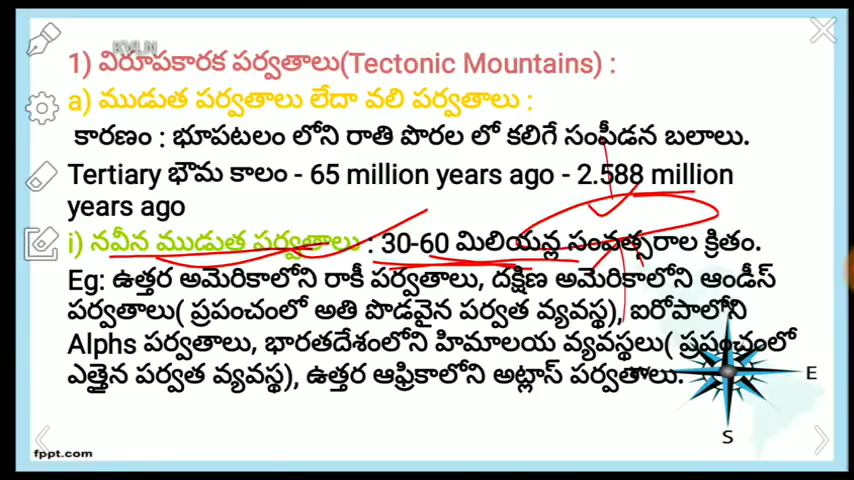 KVLN
1) విరూపకారక పర్వతాలు(Tectonic Mountains) :
a) ముడుత పర్వతాలు లేదా వలి పర్వతాలు :
కారణం : భూపటలం లోని రాతి పొరల లో కలిగే సంపీడన బలాలు.
Tertiary భౌమ కాలం - 65 million years ago - 2.588 million
years ago
i) నవీన ముడుత పర్వతాలు : 30-60 మిలియన్ల సంవత్సరాల క్రితం.
Eg: ఉత్తర అమెరికాలోని రాకీ పర్వతాలు, దక్షిణ అమెరికాలోని ఆండీస్
పర్వతాలు( ప్రపంచంలో అతి పొడవైన పర్వత వ్యవస్థ), ఐరోపాలోని
Alphs పర్వతాలు, భారతదేశంలోని హిమాలయ వ్యవస్థలు( ప్రపంచంలో
ఎత్తైన పర్వత వ్యవస్థ), ఉత్తర ఆఫ్రికాలోని అట్లాస్ పర్వతాలు.
E
S
fppt.com